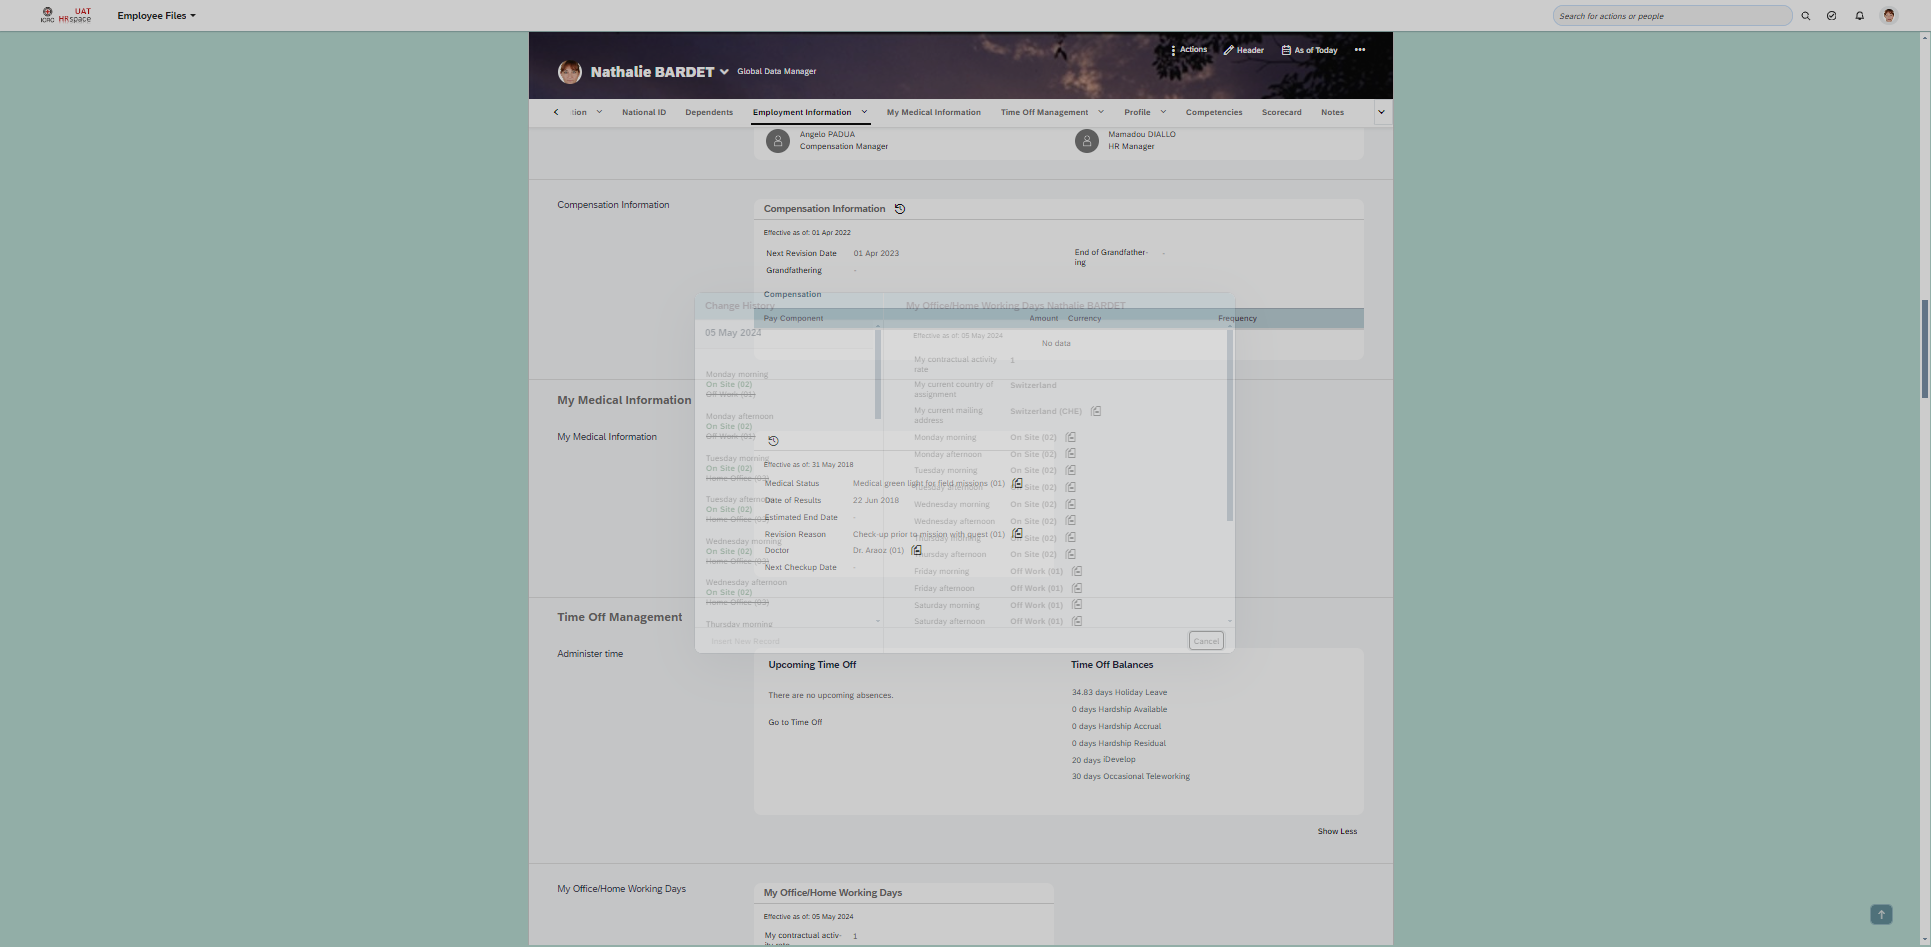 ICRC
UAT
HRspace
Employee Files
Search for actions or people
Nathalie BARDET
Global Data Manager
Actions
Header
As of Today
tion
National ID
Dependents
Employment Information
My Medical Information
Time Off Management
Profile
Competencies
Scorecard
Notes
Angelo PADUA
Compensation Manager
Mamadou DIALLO
HR Manager
Compensation Information
Compensation Information
Effective as of: 01 Apr 2022
Next Revision Date
01 Apr 2023
End of Grandfather-
ing
-
Grandfathering
-
Compensation
Pay Component
Amount
Currency
Frequency
No data
Change History
05 May 2024
Monday morning
On Site (02)
Off Work (01)
Monday afternoon
On Site (02)
Off Work (01)
Tuesday morning
On Site (02)
Home Office (03)
Tuesday afternoon
On Site (02)
Home Office (03)
Wednesday morning
On Site (02)
Home Office (03)
Wednesday afternoon
On Site (02)
Home Office (03)
Thursday morning
Insert New Record
My Office/Home Working Days Nathalie BARDET
Effective as of: 05 May 2024
My contractual activity
rate
1
My current country of
assignment
Switzerland
My current mailing
address
Switzerland (CHE)
Monday morning
On Site (02)
Monday afternoon
On Site (02)
Tuesday morning
On Site (02)
Tuesday afternoon
On Site (02)
Wednesday morning
On Site (02)
Wednesday afternoon
On Site (02)
Thursday morning
On Site (02)
Thursday afternoon
On Site (02)
Friday morning
Off Work (01)
Friday afternoon
Off Work (01)
Saturday morning
Off Work (01)
Saturday afternoon
Off Work (01)
Cancel
My Medical Information
My Medical Information
Effective as of: 31 May 2018
Medical Status
Medical green light for field missions (01)
Date of Results
22 Jun 2018
Estimated End Date
-
Revision Reason
Check-up prior to mission with quest (01)
Doctor
Dr. Araoz (01)
Next Checkup Date
-
Time Off Management
Administer time
Upcoming Time Off
There are no upcoming absences.
Go to Time Off
Time Off Balances
34.83 days Holiday Leave
0 days Hardship Available
0 days Hardship Accrual
0 days Hardship Residual
20 days iDevelop
30 days Occasional Teleworking
Show Less
My Office/Home Working Days
My Office/Home Working Days
Effective as of: 05 May 2024
My contractual activ-
ity rate
1